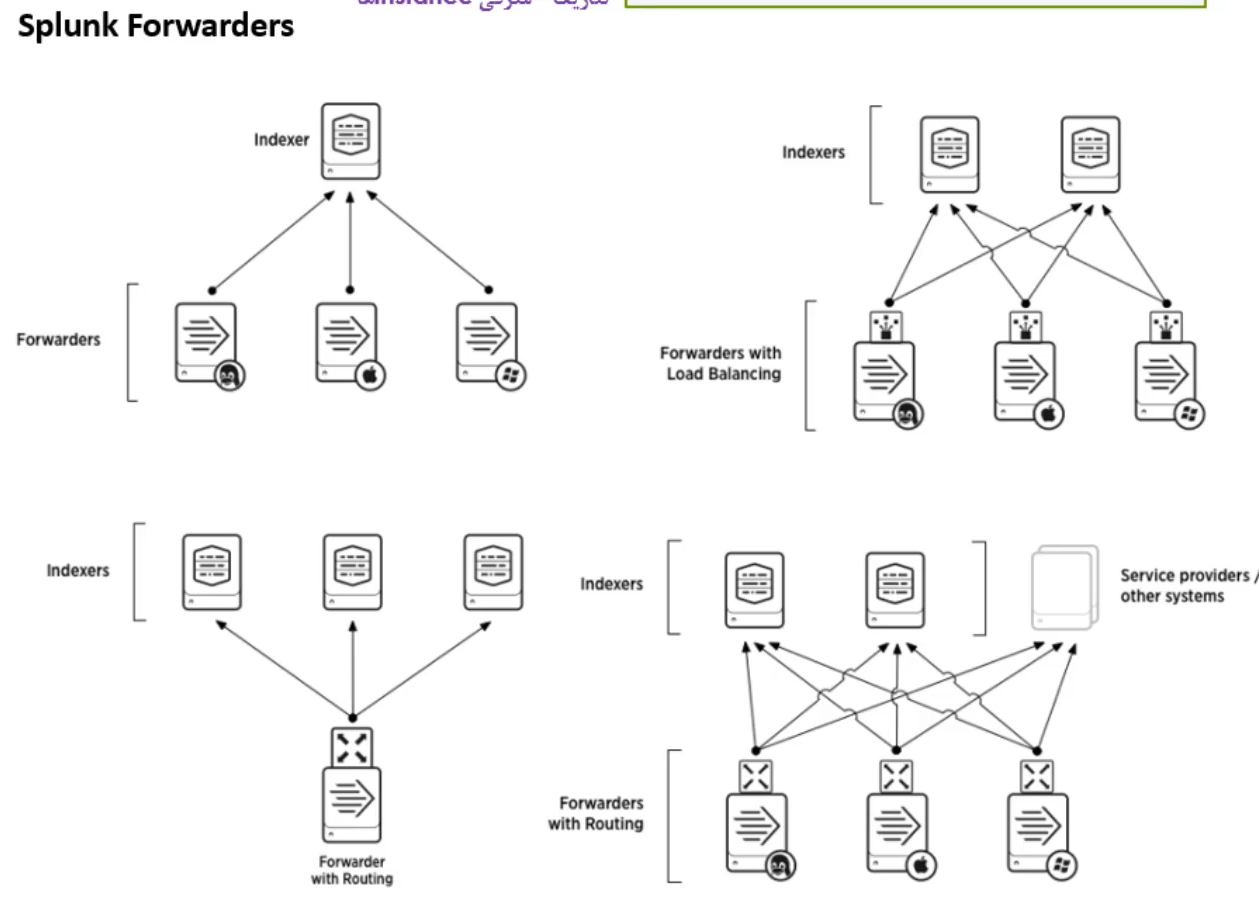 Splunk Forwarders
Indexer
Forwarders
Indexers
Forwarders with
Load Balancing
Indexers
Forwarder
with Routing
Indexers
Service providers /
other systems
Forwarders
with Routing